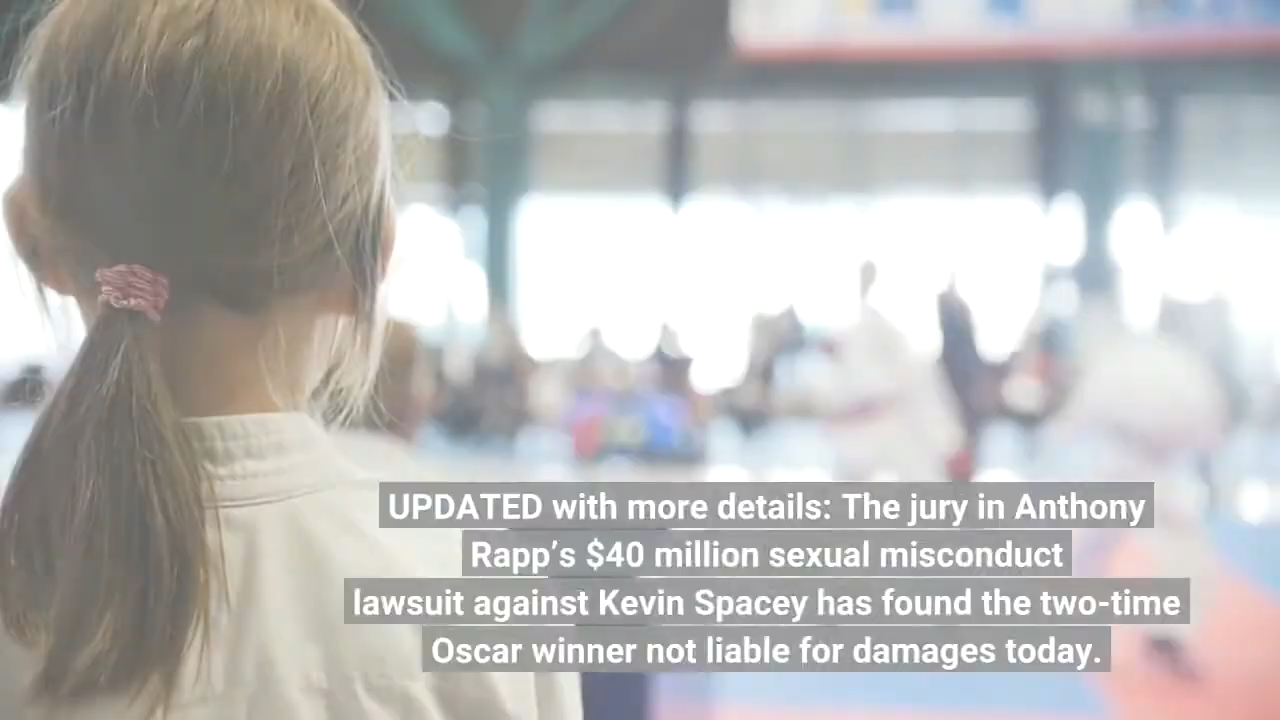 UPDATED with more details: The jury in Anthony
Rapp’s $40 million sexual misconduct
lawsuit against Kevin Spacey has found the two-time
Oscar winner not liable for damages today.